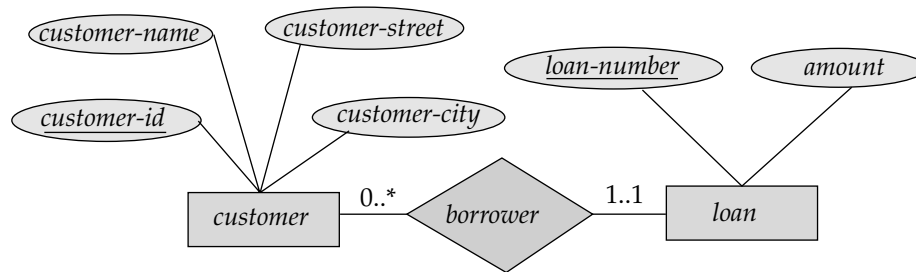 customer-name
customer-street
loan-number
amount
customer-id
customer-city
customer
0..*
borrower
1..1
loan